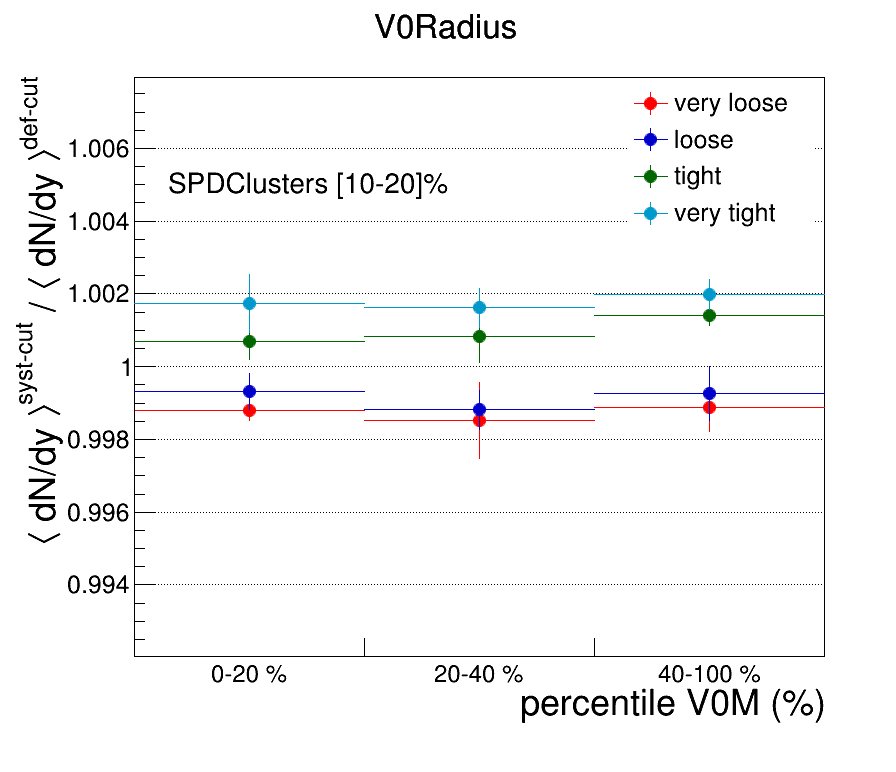 V0Radius
⟨ dN/dy ⟩^syst-cut / ⟨ dN/dy ⟩^def-cut
very loose
loose
tight
very tight
SPDClusters [10-20]%
1.006
1.004
1.002
1
0.998
0.996
0.994
0-20 % 20-40 % 40-100 %
percentile V0M (%)